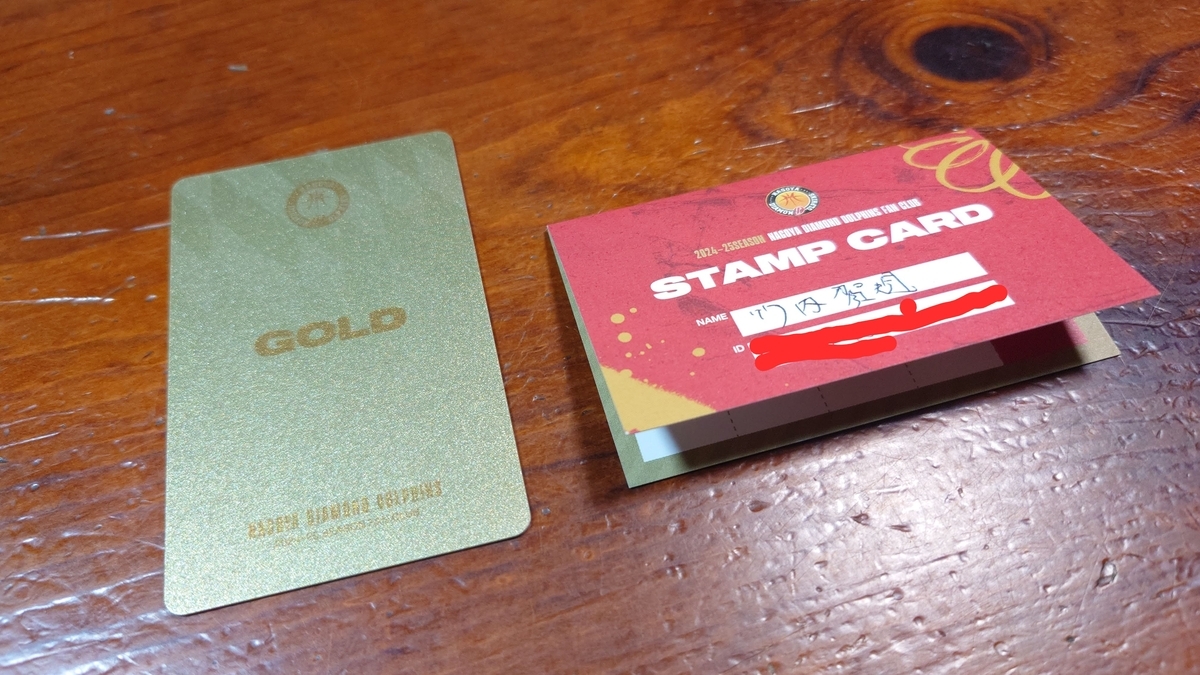 GOLD
NAGOYA DIAMOND DOLPHINS
2024-25SEASON NAGOYA DIAMOND DOLPHINS FAN CLUB
STAMP CARD
NAME
ID